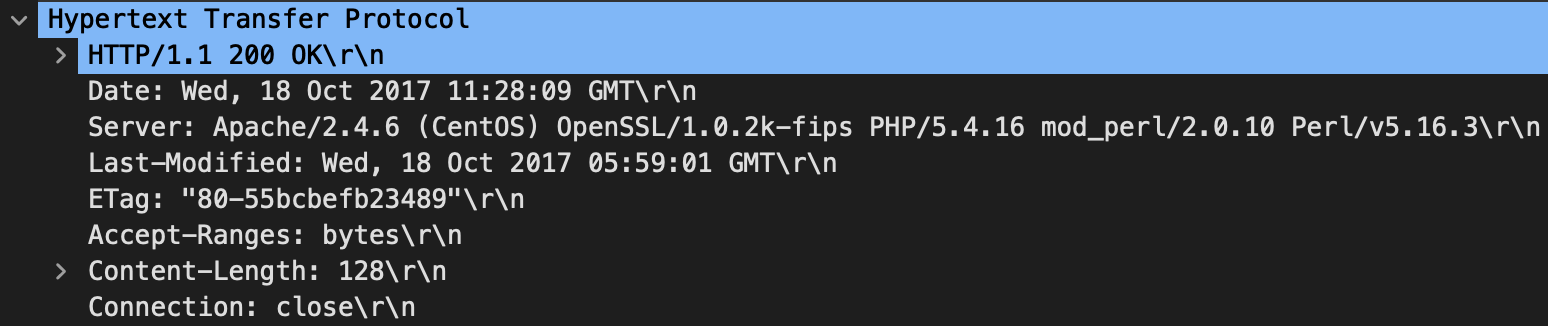 Hypertext Transfer Protocol
HTTP/1.1 200 OK\r\n
Date: Wed, 18 Oct 2017 11:28:09 GMT\r\n
Server: Apache/2.4.6 (CentOS) OpenSSL/1.0.2k-fips PHP/5.4.16 mod_perl/2.0.10 Perl/v5.16.3\r\n
Last-Modified: Wed, 18 Oct 2017 05:59:01 GMT\r\n
ETag: "80-55bcbefb23489"\r\n
Accept-Ranges: bytes\r\n
Content-Length: 128\r\n
Connection: close\r\n